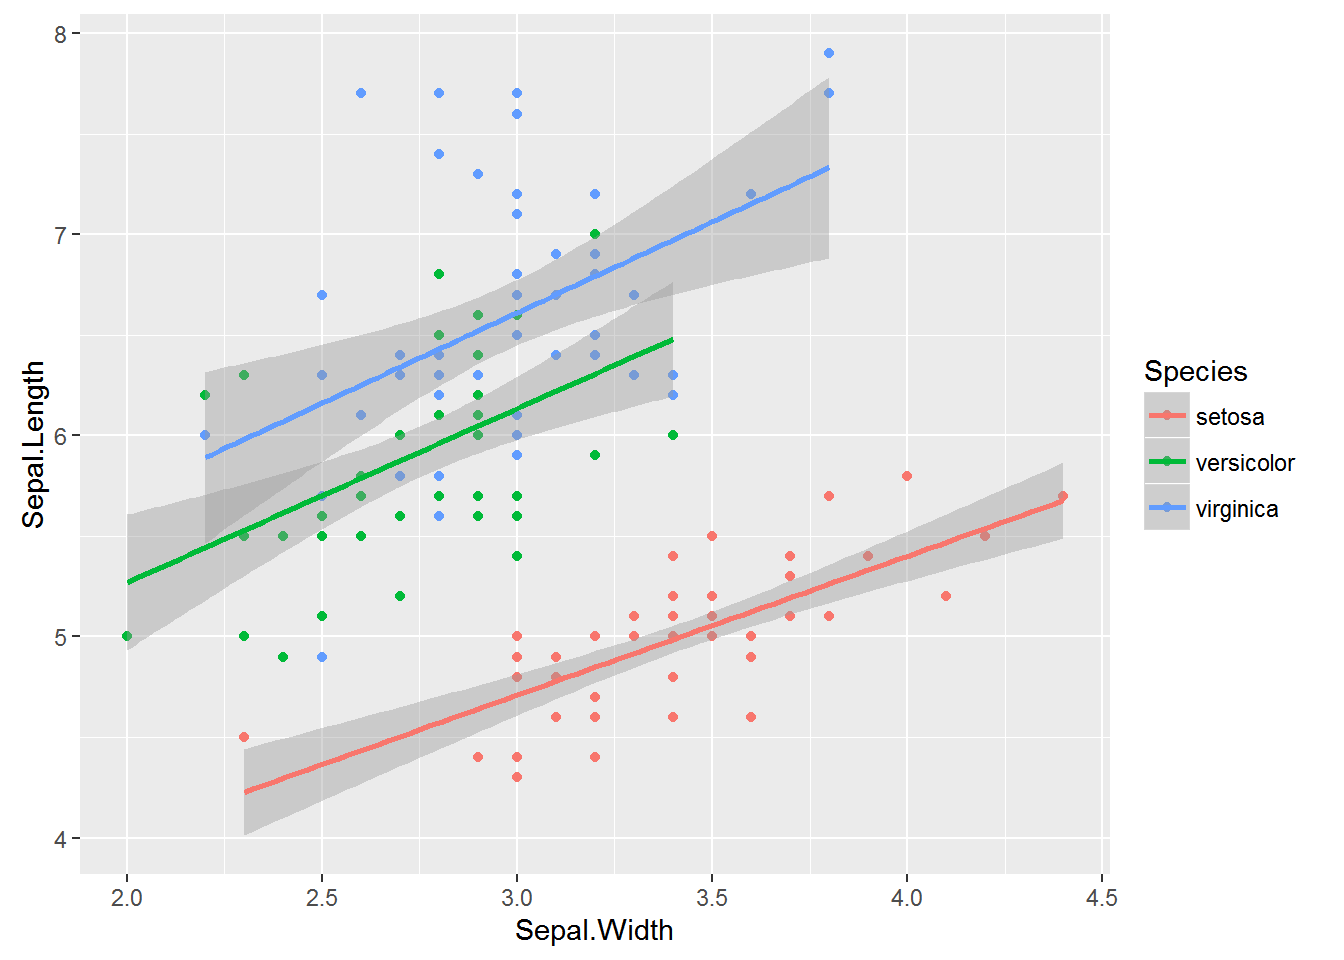 8
7
6
5
4
Sepal.Length
2.0 2.5 3.0 3.5 4.0 4.5
Sepal.Width
Species
setosa
versicolor
virginica